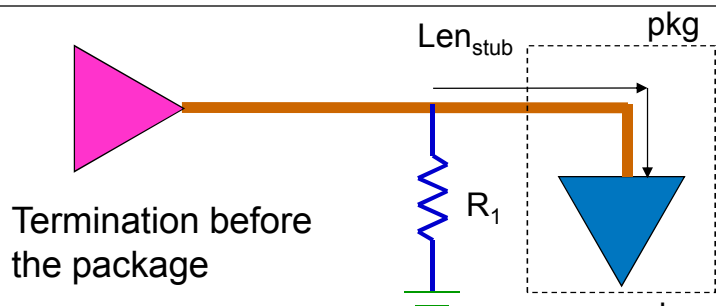 Len_stub
pkg
R_1
Termination before
the package